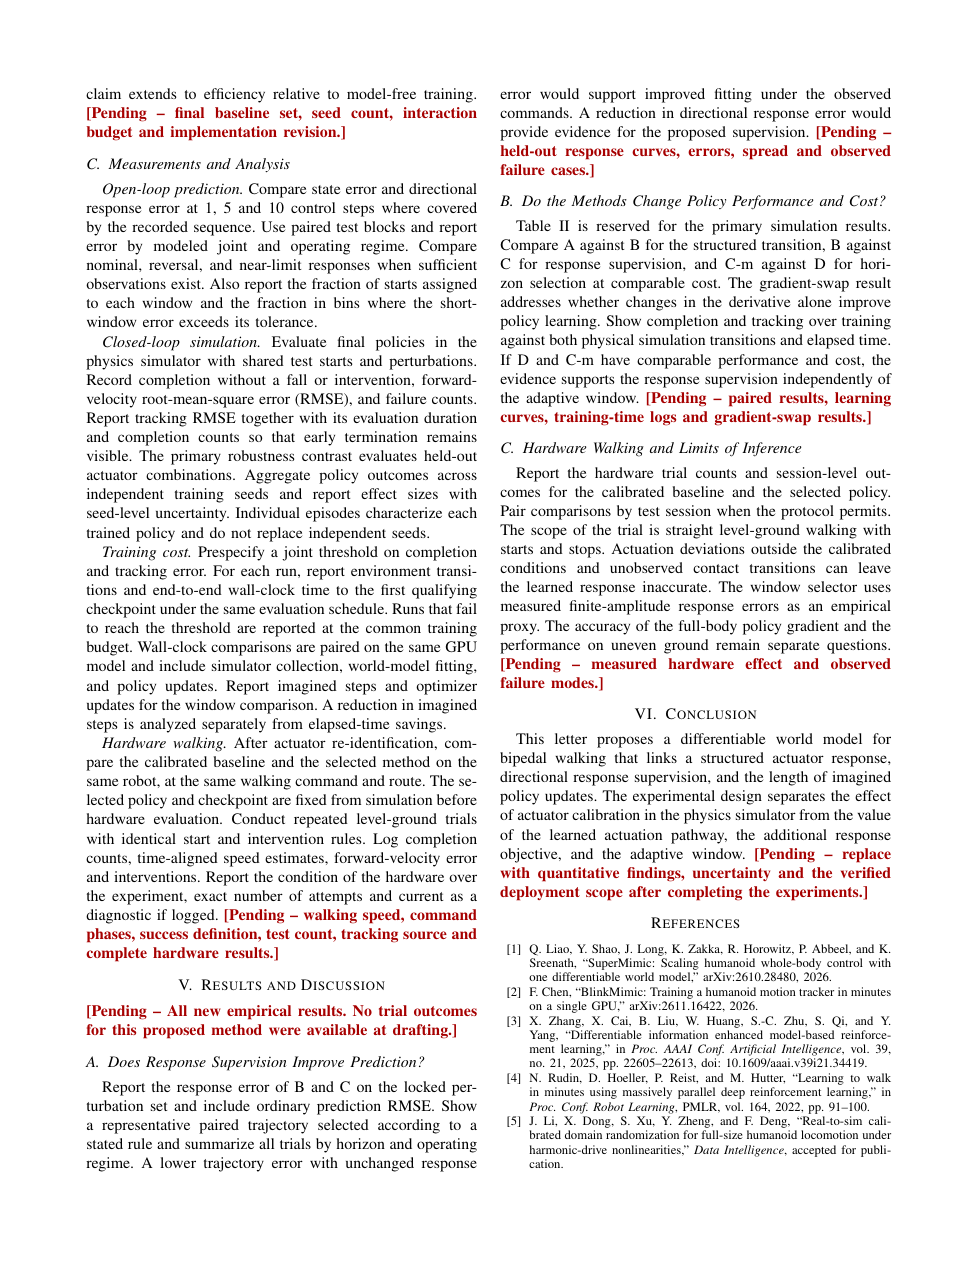 claim extends to efficiency relative to model-free training.
[Pending – final baseline set, seed count, interaction
budget and implementation revision.]
C. Measurements and Analysis
Open-loop prediction. Compare state error and directional
response error at 1, 5 and 10 control steps where covered
by the recorded sequence. Use paired test blocks and report
error by modeled joint and operating regime. Compare
nominal, reversal, and near-limit responses when sufficient
observations exist. Also report the fraction of starts assigned
to each window and the fraction in bins where the short-
window error exceeds its tolerance.
Closed-loop simulation. Evaluate final policies in the
physics simulator with shared test starts and perturbations.
Record completion without a fall or intervention, forward-
velocity root-mean-square error (RMSE), and failure counts.
Report tracking RMSE together with its evaluation duration
and completion counts so that early termination remains
visible. The primary robustness contrast evaluates held-out
actuator combinations. Aggregate policy outcomes across
independent training seeds and report effect sizes with
seed-level uncertainty. Individual episodes characterize each
trained policy and do not replace independent seeds.
Training cost. Prespecify a joint threshold on completion
and tracking error. For each run, report environment transi-
tions and end-to-end wall-clock time to the first qualifying
checkpoint under the same evaluation schedule. Runs that fail
to reach the threshold are reported at the common training
budget. Wall-clock comparisons are paired on the same GPU
model and include simulator collection, world-model fitting,
and policy updates. Report imagined steps and optimizer
updates for the window comparison. A reduction in imagined
steps is analyzed separately from elapsed-time savings.
Hardware walking. After actuator re-identification, com-
pare the calibrated baseline and the selected method on the
same robot, at the same walking command and route. The se-
lected policy and checkpoint are fixed from simulation before
hardware evaluation. Conduct repeated level-ground trials
with identical start and intervention rules. Log completion
counts, time-aligned speed estimates, forward-velocity error
and interventions. Report the condition of the hardware over
the experiment, exact number of attempts and current as a
diagnostic if logged. [Pending – walking speed, command
phases, success definition, test count, tracking source and
complete hardware results.]
V. RESULTS AND DISCUSSION
[Pending – All new empirical results. No trial outcomes
for this proposed method were available at drafting.]
A. Does Response Supervision Improve Prediction?
Report the response error of B and C on the locked per-
turbation set and include ordinary prediction RMSE. Show
a representative paired trajectory selected according to a
stated rule and summarize all trials by horizon and operating
regime. A lower trajectory error with unchanged response
error would support improved fitting under the observed
commands. A reduction in directional response error would
provide evidence for the proposed supervision. [Pending –
held-out response curves, errors, spread and observed
failure cases.]
B. Do the Methods Change Policy Performance and Cost?
Table II is reserved for the primary simulation results.
Compare A against B for the structured transition, B against
C for response supervision, and C-m against D for hori-
zon selection at comparable cost. The gradient-swap result
addresses whether changes in the derivative alone improve
policy learning. Show completion and tracking over training
against both physical simulation transitions and elapsed time.
If D and C-m have comparable performance and cost, the
evidence supports the response supervision independently of
the adaptive window. [Pending – paired results, learning
curves, training-time logs and gradient-swap results.]
C. Hardware Walking and Limits of Inference
Report the hardware trial counts and session-level out-
comes for the calibrated baseline and the selected policy.
Pair comparisons by test session when the protocol permits.
The scope of the trial is straight level-ground walking with
starts and stops. Actuation deviations outside the calibrated
conditions and unobserved contact transitions can leave
the learned response inaccurate. The window selector uses
measured finite-amplitude response errors as an empirical
proxy. The accuracy of the full-body policy gradient and the
performance on uneven ground remain separate questions.
[Pending – measured hardware effect and observed
failure modes.]
VI. CONCLUSION
This letter proposes a differentiable world model for
bipedal walking that links a structured actuator response,
directional response supervision, and the length of imagined
policy updates. The experimental design separates the effect
of actuator calibration in the physics simulator from the value
of the learned actuation pathway, the additional response
objective, and the adaptive window. [Pending – replace
with quantitative findings, uncertainty and the verified
deployment scope after completing the experiments.]
REFERENCES
[1] Q. Liao, Y. Shao, J. Long, K. Zakka, R. Horowitz, P. Abbeel, and K.
Sreenath, “SuperMimic: Scaling humanoid whole-body control with
one differentiable world model,” arXiv:2610.28480, 2026.
[2] F. Chen, “BlinkMimic: Training a humanoid motion tracker in minutes
on a single GPU,” arXiv:2611.16422, 2026.
[3] X. Zhang, X. Cai, B. Liu, W. Huang, S.-C. Zhu, S. Qi, and Y.
Yang, “Differentiable information enhanced model-based reinforce-
ment learning,” in Proc. AAAI Conf. Artificial Intelligence, vol. 39,
no. 21, 2025, pp. 22605–22613, doi: 10.1609/aaai.v39i21.34419.
[4] N. Rudin, D. Hoeller, P. Reist, and M. Hutter, “Learning to walk
in minutes using massively parallel deep reinforcement learning,” in
Proc. Conf. Robot Learning, PMLR, vol. 164, 2022, pp. 91–100.
[5] J. Li, X. Dong, S. Xu, Y. Zheng, and F. Deng, “Real-to-sim cali-
brated domain randomization for full-size humanoid locomotion under
harmonic-drive nonlinearities,” Data Intelligence, accepted for publi-
cation.